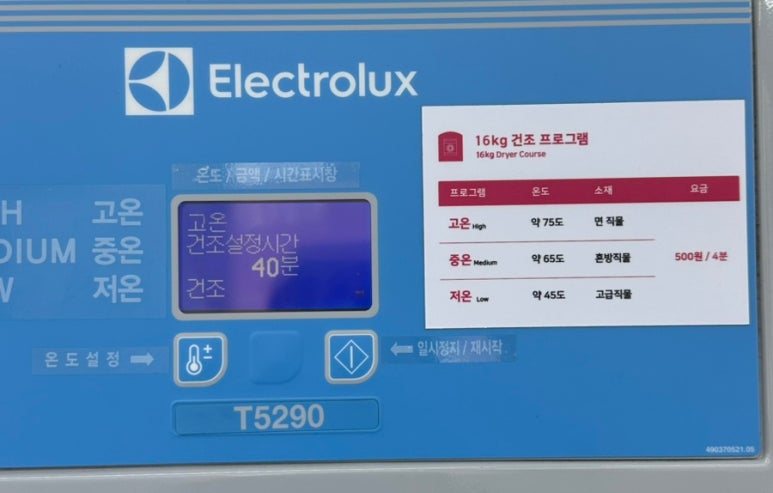 Electrolux
온도 / 금액 / 시간표시창
고온
중온
저온
고온
건조설정시간
40분
건조
온도설정
일시정지 / 재시작
T5290
16kg 건조 프로그램
16kg Dryer Course
프로그램 온도 소재 요금
고온 High 약 75도 면 직물
중온 Medium 약 65도 혼방직물 500원 / 4분
저온 Low 약 45도 고급직물
490370521.05